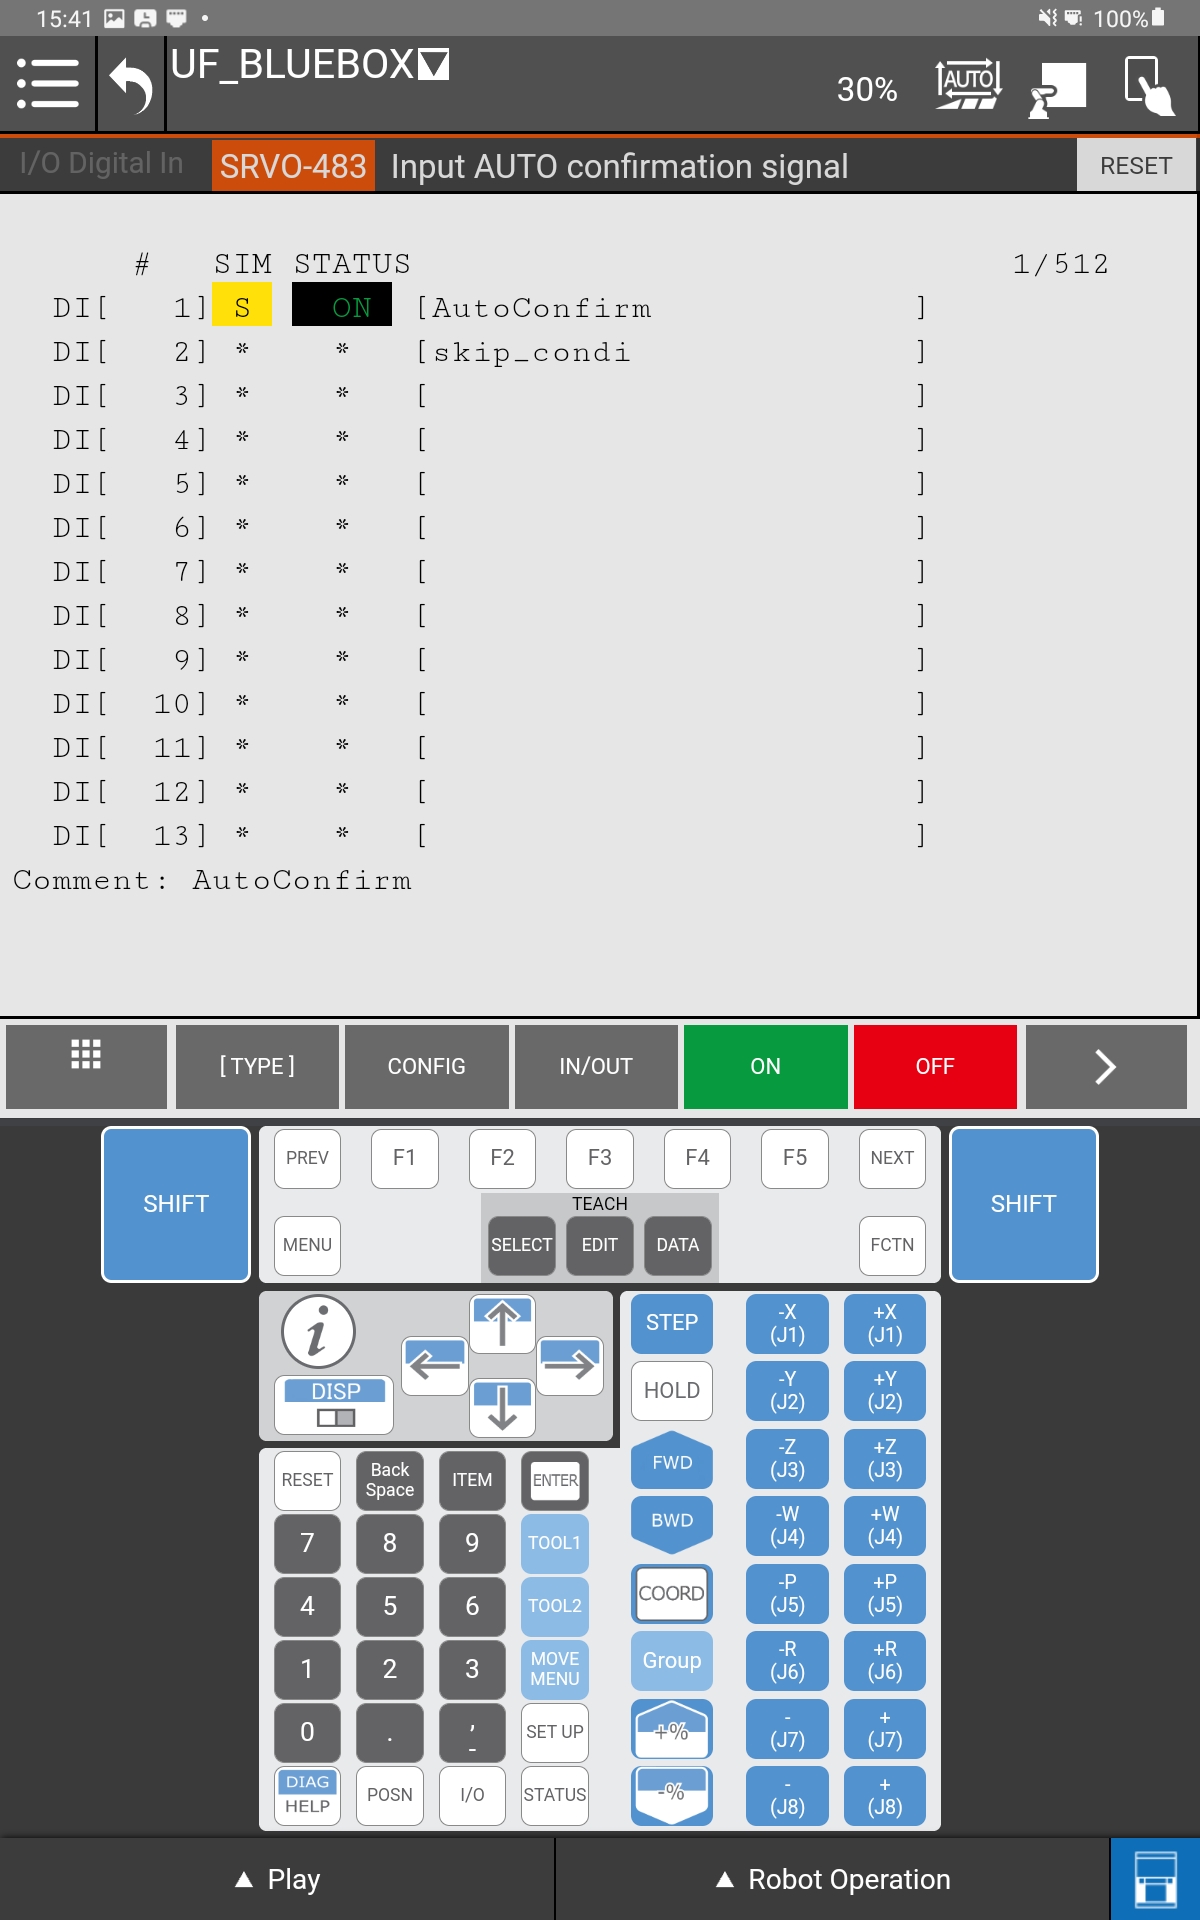 15:41 100%
UF_BLUEBOX
30% AUTO
I/O Digital In SRVO-483 Input AUTO confirmation signal RESET
# SIM STATUS 1/512
DI[ 1] S ON [AutoConfirm ]
DI[ 2] * * [skip_condi ]
DI[ 3] * * [ ]
DI[ 4] * * [ ]
DI[ 5] * * [ ]
DI[ 6] * * [ ]
DI[ 7] * * [ ]
DI[ 8] * * [ ]
DI[ 9] * * [ ]
DI[ 10] * * [ ]
DI[ 11] * * [ ]
DI[ 12] * * [ ]
DI[ 13] * * [ ]
Comment: AutoConfirm
[ TYPE ] CONFIG IN/OUT ON OFF >
SHIFT PREV F1 F2 F3 F4 F5 NEXT SHIFT
TEACH
MENU SELECT EDIT DATA FCTN
i
DISP
STEP -X (J1) +X (J1)
HOLD -Y (J2) +Y (J2)
FWD -Z (J3) +Z (J3)
BWD -W (J4) +W (J4)
COORD -P (J5) +P (J5)
Group -R (J6) +R (J6)
+% - (J7) + (J7)
-% - (J8) + (J8)
RESET Back Space ITEM ENTER
7 8 9 TOOL1
4 5 6 TOOL2
1 2 3 MOVE MENU
0 . , - SET UP
DIAG HELP POSN I/O STATUS
▲ Play ▲ Robot Operation